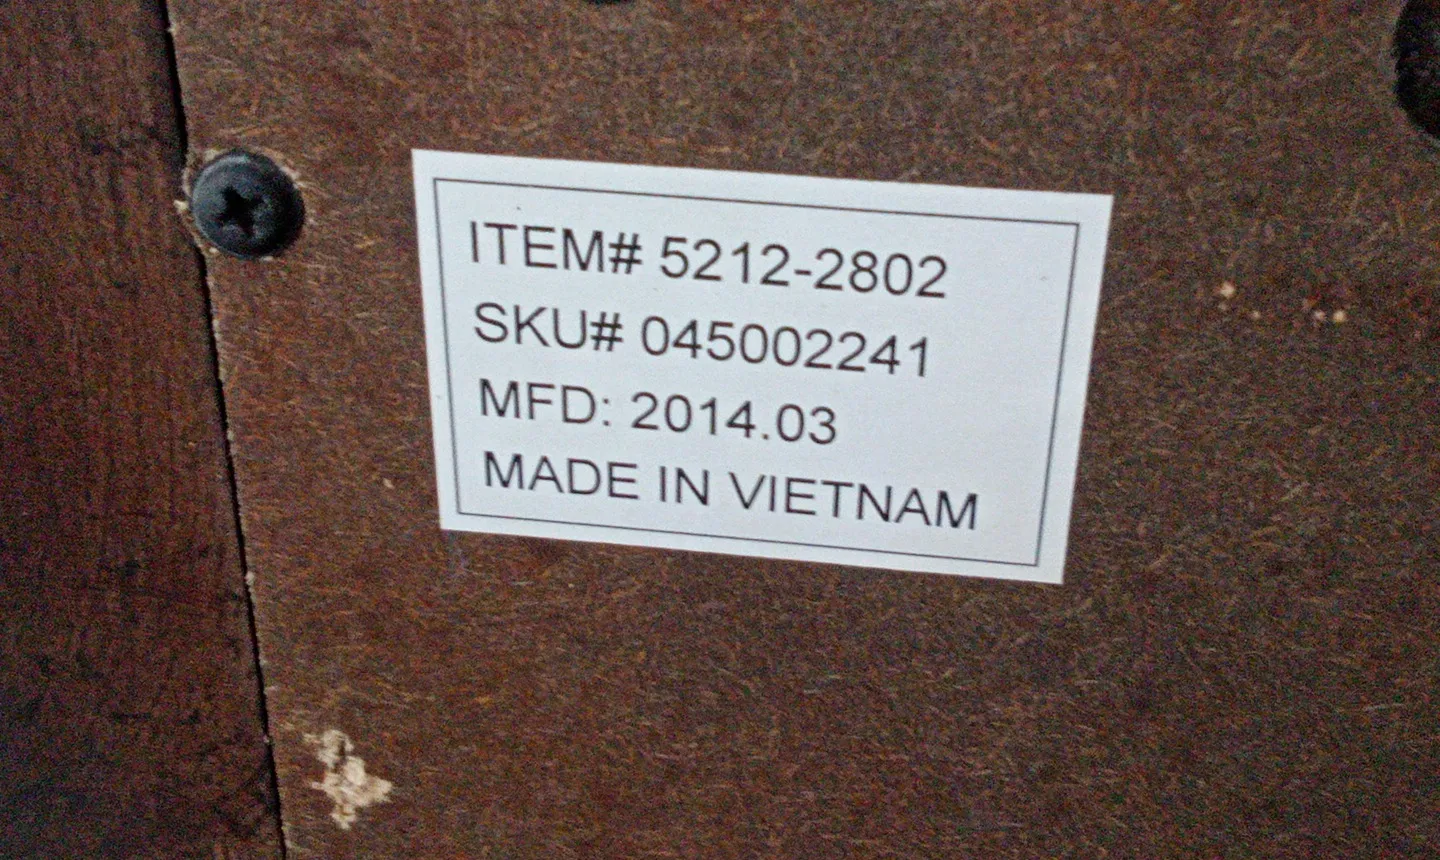 ITEM# 5212-2802
SKU# 045002241
MFD: 2014.03
MADE IN VIETNAM